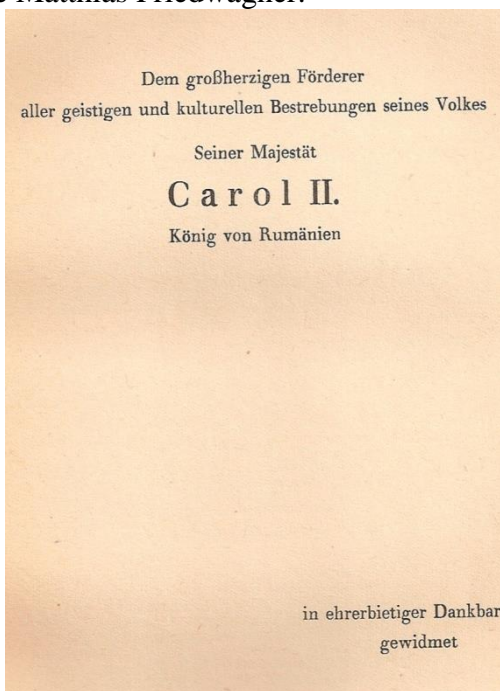 Matthias Friedwagner.
Dem großherzigen Förderer
aller geistigen und kulturellen Bestrebungen seines Volkes
Seiner Majestät
Carol II.
König von Rumänien
in ehrerbietiger Dankbar
gewidmet